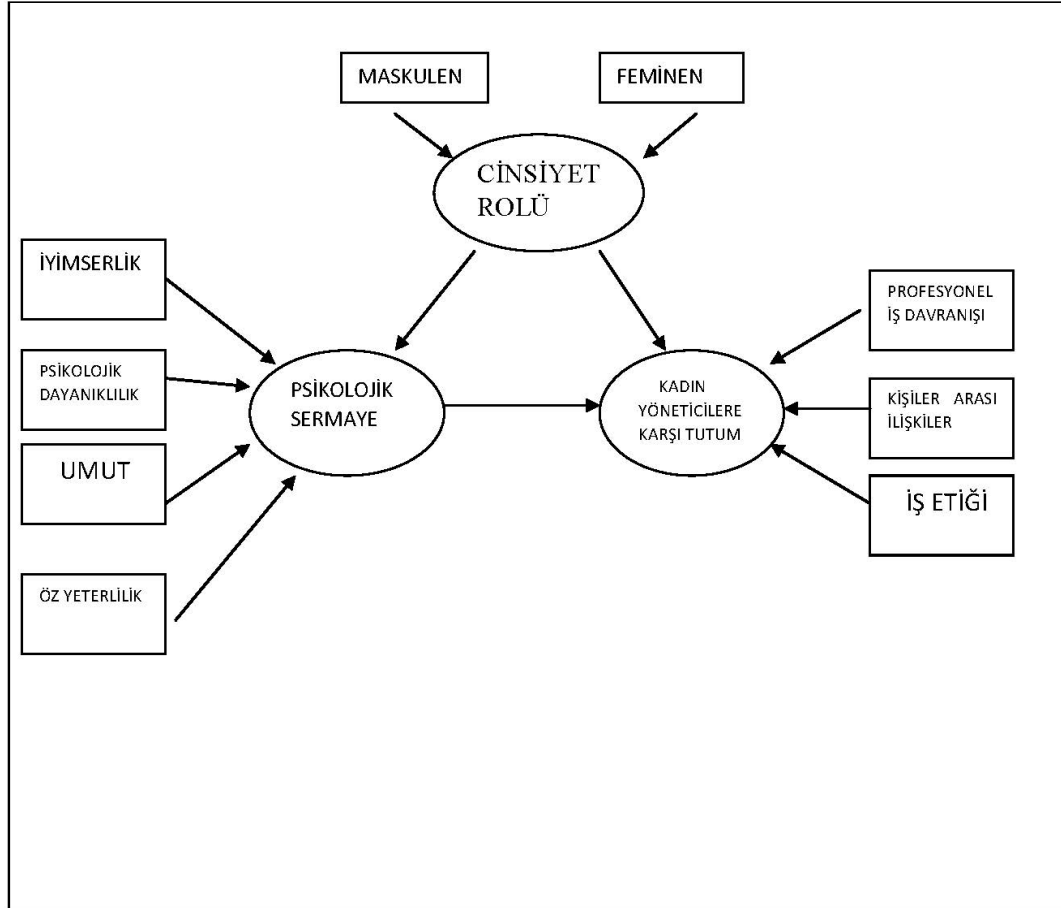 MASKULEN
FEMİNEN
CİNSİYET
ROLÜ
İYİMSERLİK
PSİKOLOJİK
DAYANIKLILIK
UMUT
ÖZ YETERLİLİK
PSİKOLOJİK
SERMAYE
KADIN
YÖNETİCİLERE
KARŞI TUTUM
PROFESYONEL
İŞ DAVRANIŞI
KİŞİLER ARASI
İLİŞKİLER
İŞ ETİĞİ